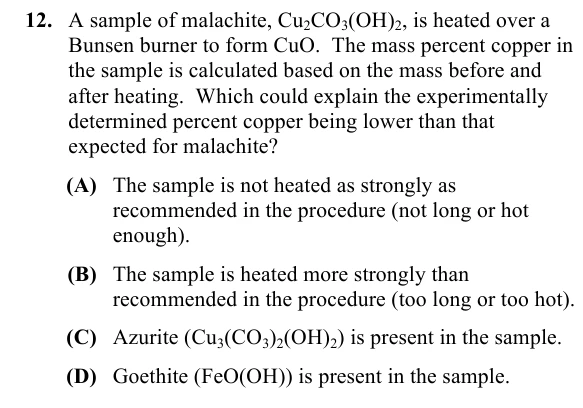 12. A sample of malachite, Cu₂CO₃(OH)₂, is heated over a
Bunsen burner to form CuO. The mass percent copper in
the sample is calculated based on the mass before and
after heating. Which could explain the experimentally
determined percent copper being lower than that
expected for malachite?
(A) The sample is not heated as strongly as
recommended in the procedure (not long or hot
enough).
(B) The sample is heated more strongly than
recommended in the procedure (too long or too hot).
(C) Azurite (Cu₃(CO₃)₂(OH)₂) is present in the sample.
(D) Goethite (FeO(OH)) is present in the sample.